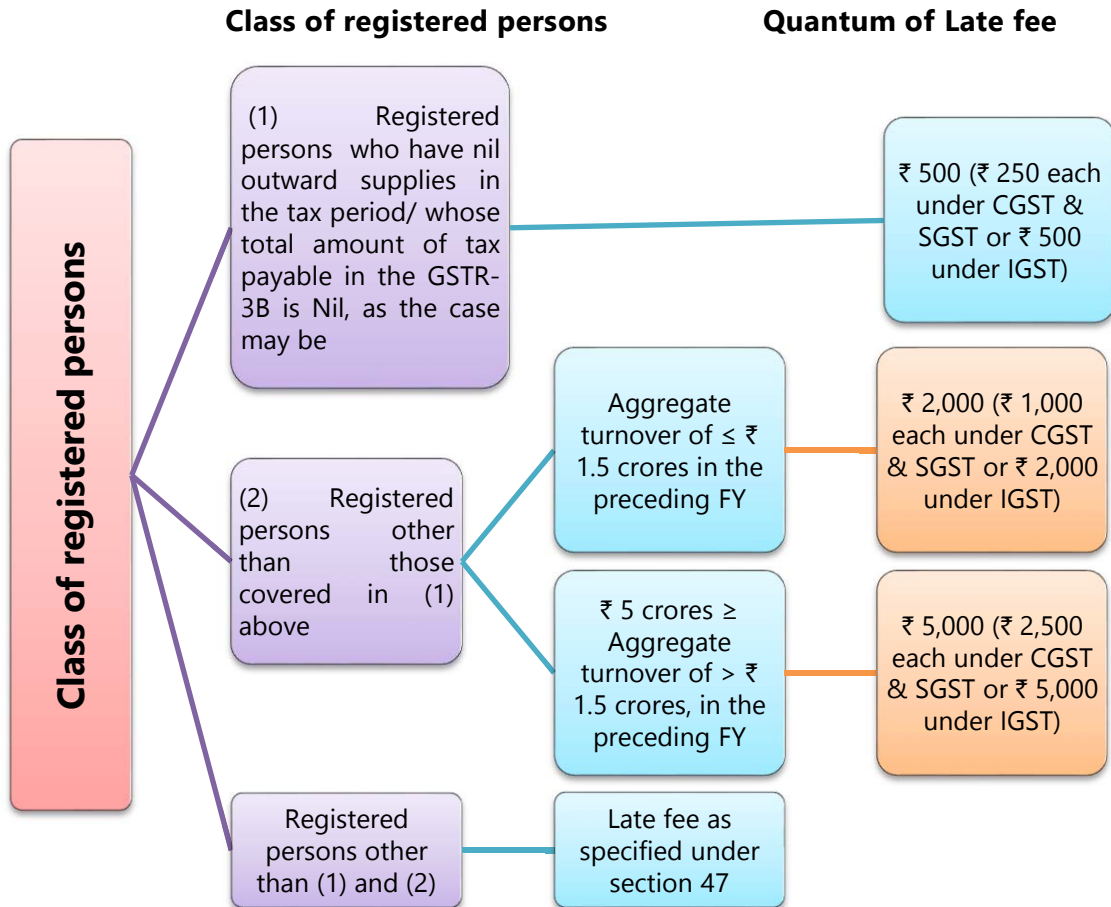 Class of registered persons
Quantum of Late fee
Class of registered persons
(1) Registered
persons who have nil
outward supplies in
the tax period/ whose
total amount of tax
payable in the GSTR-
3B is Nil, as the case
may be
₹ 500 (₹ 250 each
under CGST &
SGST or ₹ 500
under IGST)
(2) Registered
persons other
than those
covered in (1)
above
Aggregate
turnover of ≤ ₹
1.5 crores in the
preceding FY
₹ 2,000 (₹ 1,000
each under CGST
& SGST or ₹ 2,000
under IGST)
₹ 5 crores ≥
Aggregate
turnover of > ₹
1.5 crores, in the
preceding FY
₹ 5,000 (₹ 2,500
each under CGST
& SGST or ₹ 5,000
under IGST)
Registered
persons other
than (1) and (2)
Late fee as
specified under
section 47